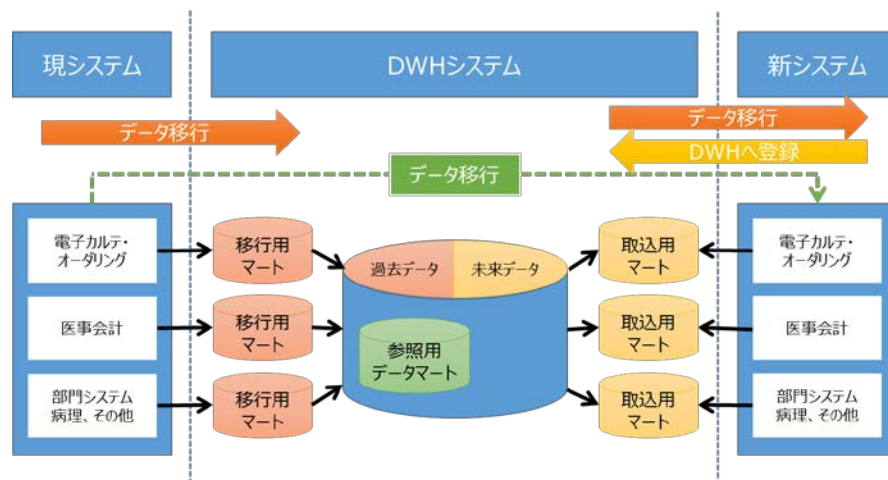 現システム
DWHシステム
新システム
データ移行
データ移行
DWHへ登録
データ移行
電子カルテ・
オーダリング
移行用
マート
過去データ
未来データ
取込用
マート
電子カルテ・
オーダリング
医事会計
移行用
マート
参照用
データマート
取込用
マート
医事会計
部門システム
病理、その他
移行用
マート
取込用
マート
部門システム
病理、その他